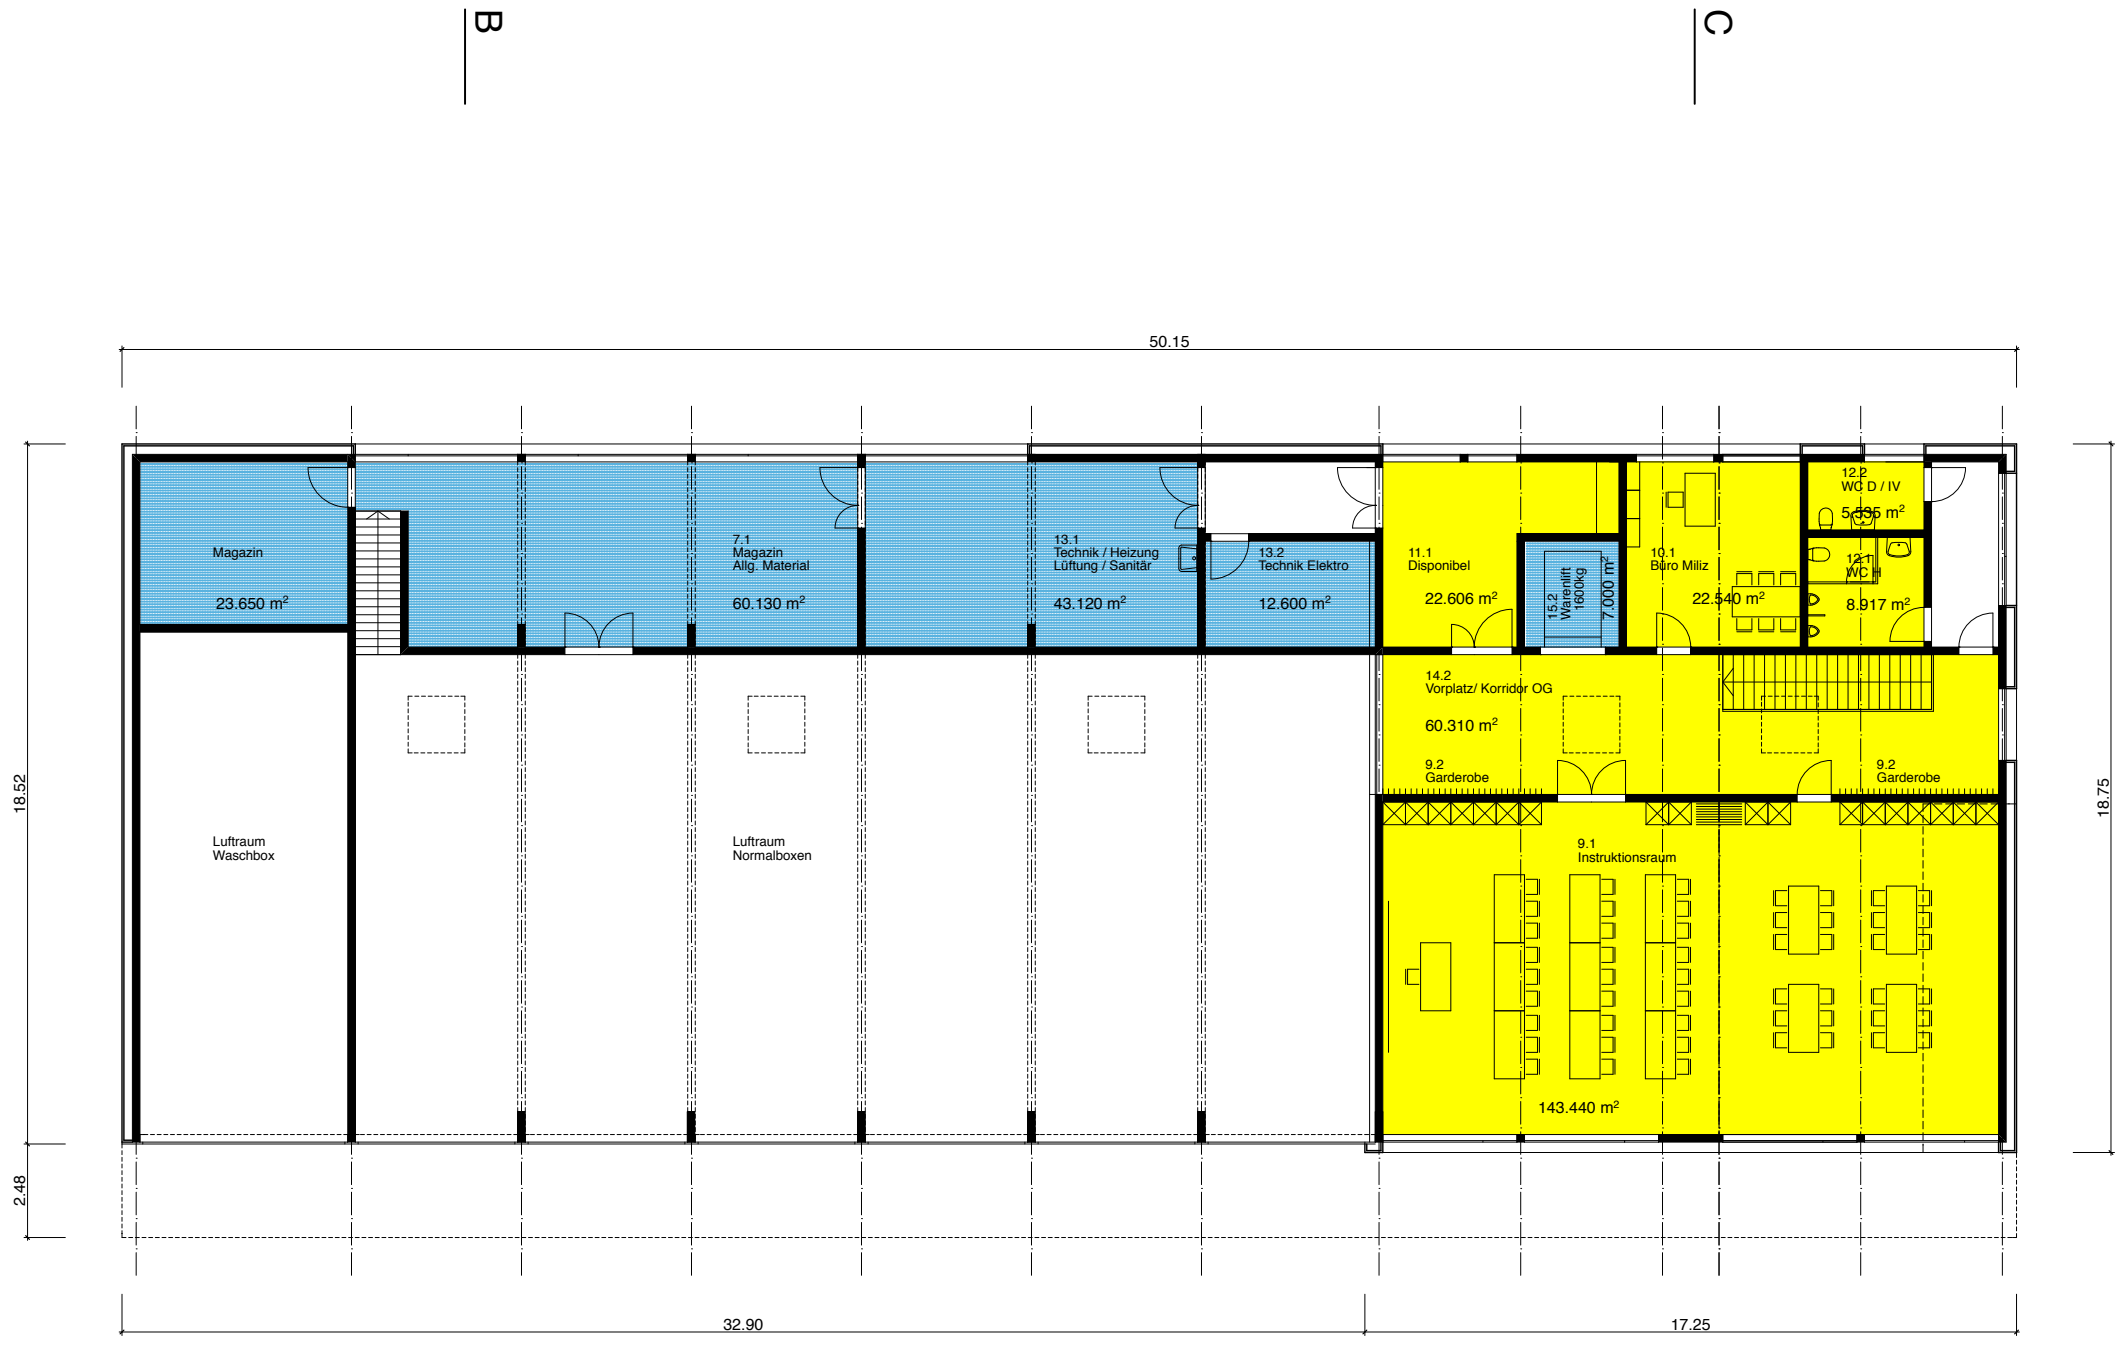 B
C
50.15
18.52
2.48
18.75
32.90
17.25
Magazin
23.650 m²
7.1
Magazin
Allg. Material
60.130 m²
13.1
Technik / Heizung
Lüftung / Sanitär
43.120 m²
13.2
Technik Elektro
12.600 m²
11.1
Disponibel
22.606 m²
15.2
Warenlift
1600kg
7.000 m²
10.1
Büro Miliz
22.540 m²
12.2
WC D / IV
5.535 m²
12.1
WC H
8.917 m²
14.2
Vorplatz/ Korridor OG
60.310 m²
9.2
Garderobe
9.2
Garderobe
Luftraum
Waschbox
Luftraum
Normalboxen
9.1
Instruktionsraum
143.440 m²